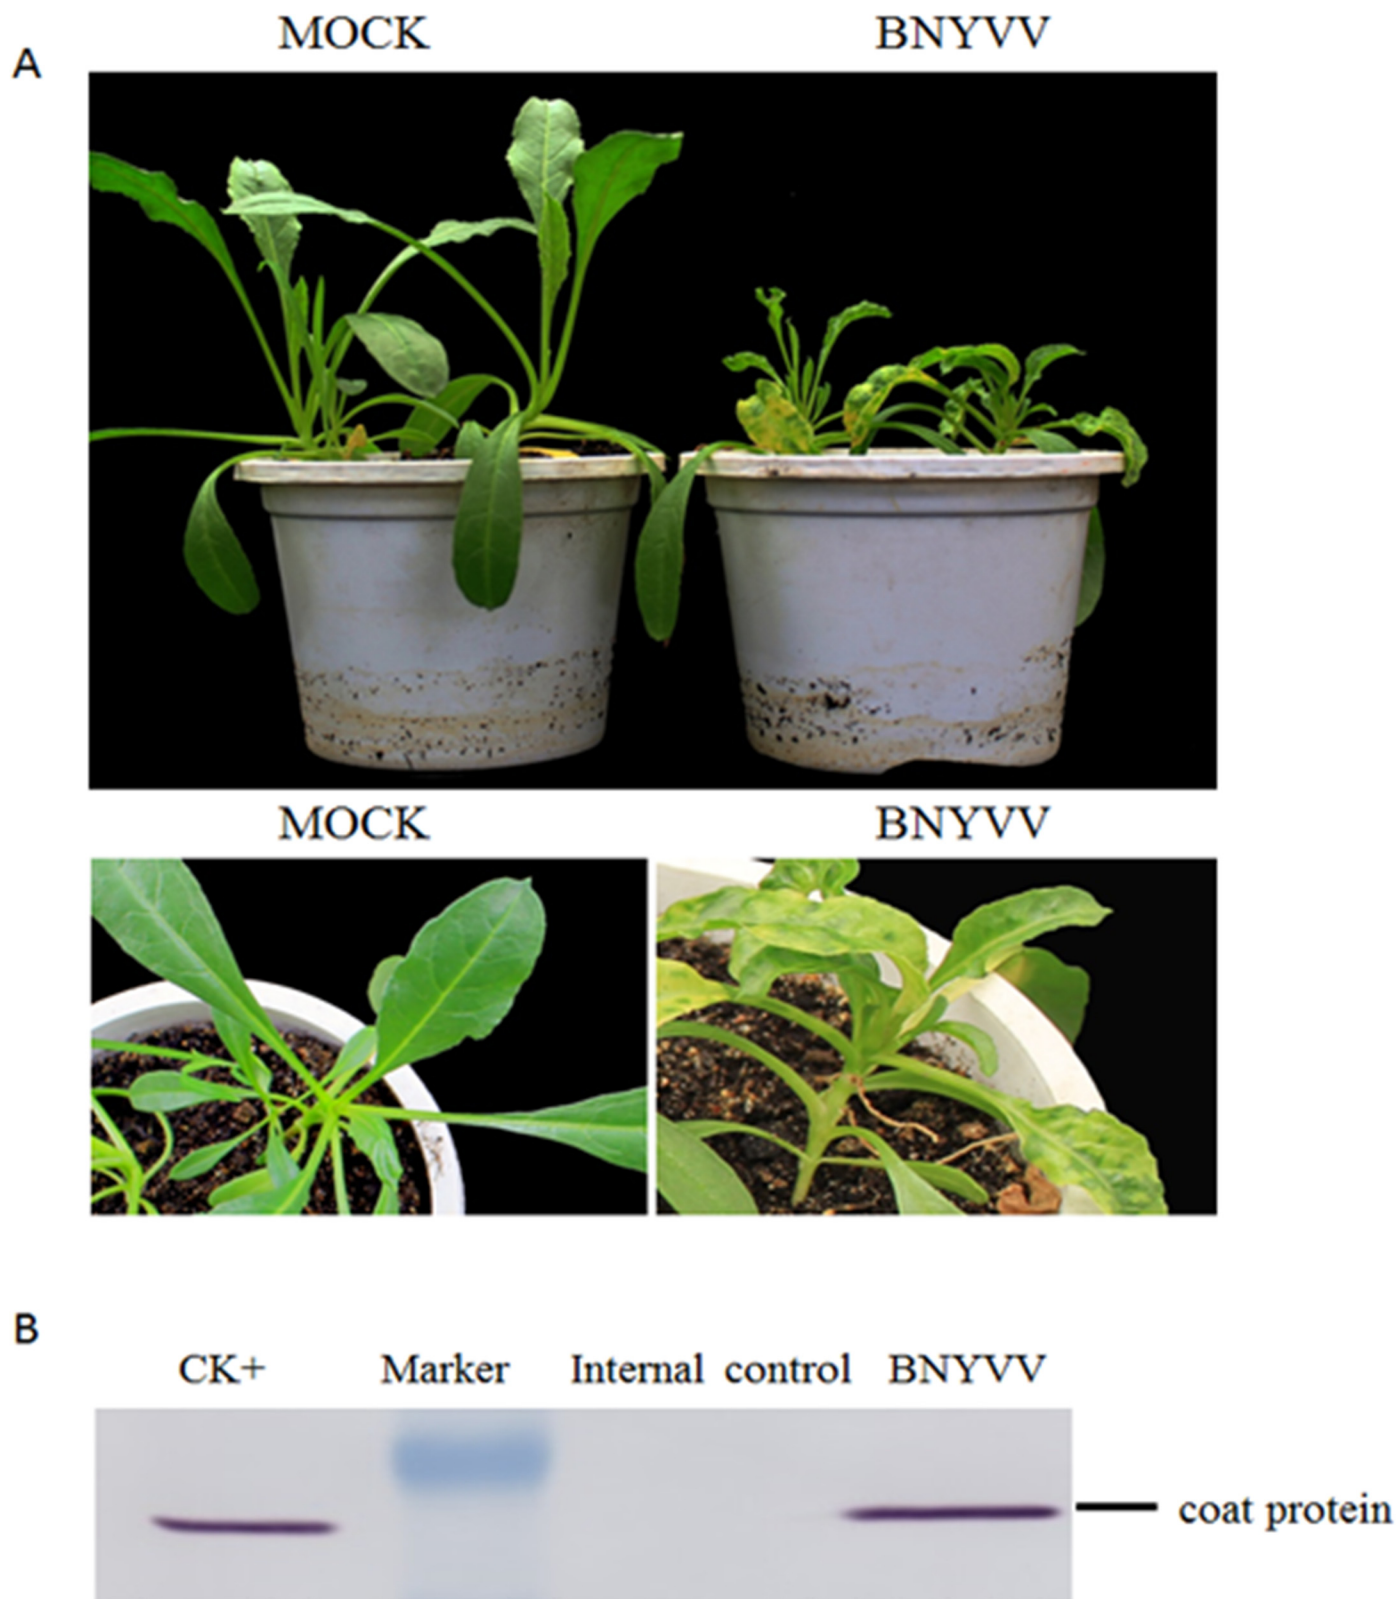 MOCK BNYVV
A
MOCK BNYVV
B
CK+ Marker Internal control BNYVV
coat protein